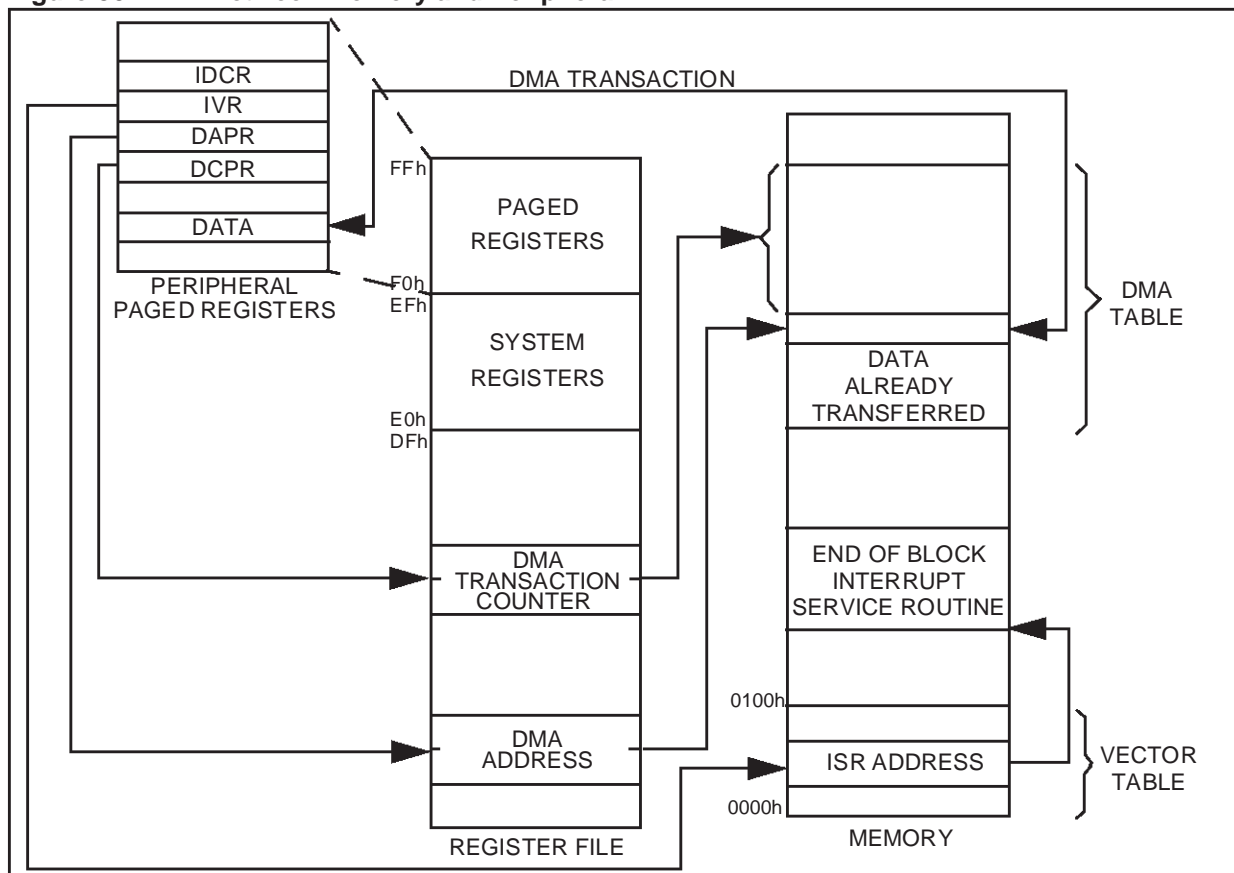 IDCR
IVR
DAPR
DCPR
DATA
PERIPHERAL
PAGED REGISTERS
DMA TRANSACTION
FFh
PAGED
REGISTERS
F0h
EFh
SYSTEM
REGISTERS
E0h
DFh
DMA
TRANSACTION
COUNTER
DMA
ADDRESS
REGISTER FILE
DATA
ALREADY
TRANSFERRED
END OF BLOCK
INTERRUPT
SERVICE ROUTINE
0100h
ISR ADDRESS
0000h
MEMORY
DMA
TABLE
VECTOR
TABLE